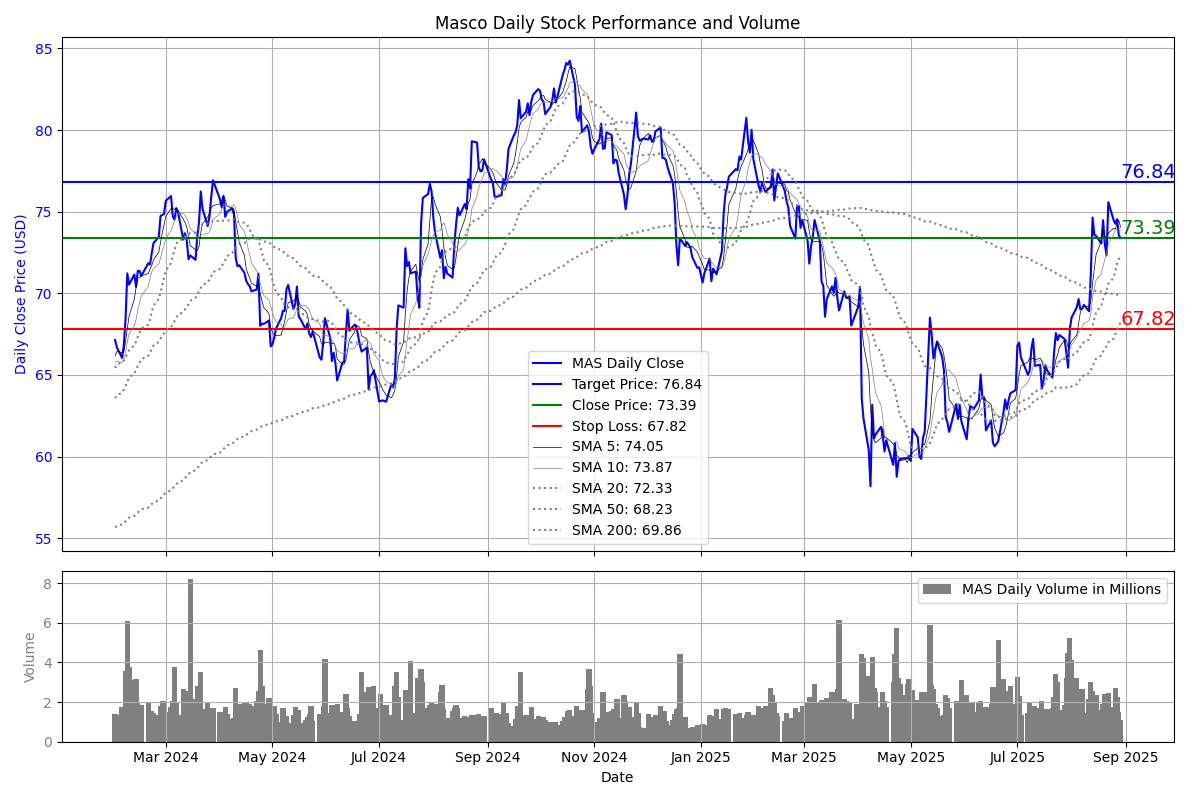 Masco Daily Stock Performance and Volume
Daily Close Price (USD)
85
80
75
70
65
60
55
76.84
73.39
67.82
MAS Daily Close
Target Price: 76.84
Close Price: 73.39
Stop Loss: 67.82
SMA 5: 74.05
SMA 10: 73.87
SMA 20: 72.33
SMA 50: 68.23
SMA 200: 69.86
Volume
8
6
4
2
0
MAS Daily Volume in Millions
Mar 2024 May 2024 Jul 2024 Sep 2024 Nov 2024 Jan 2025 Mar 2025 May 2025 Jul 2025 Sep 2025
Date